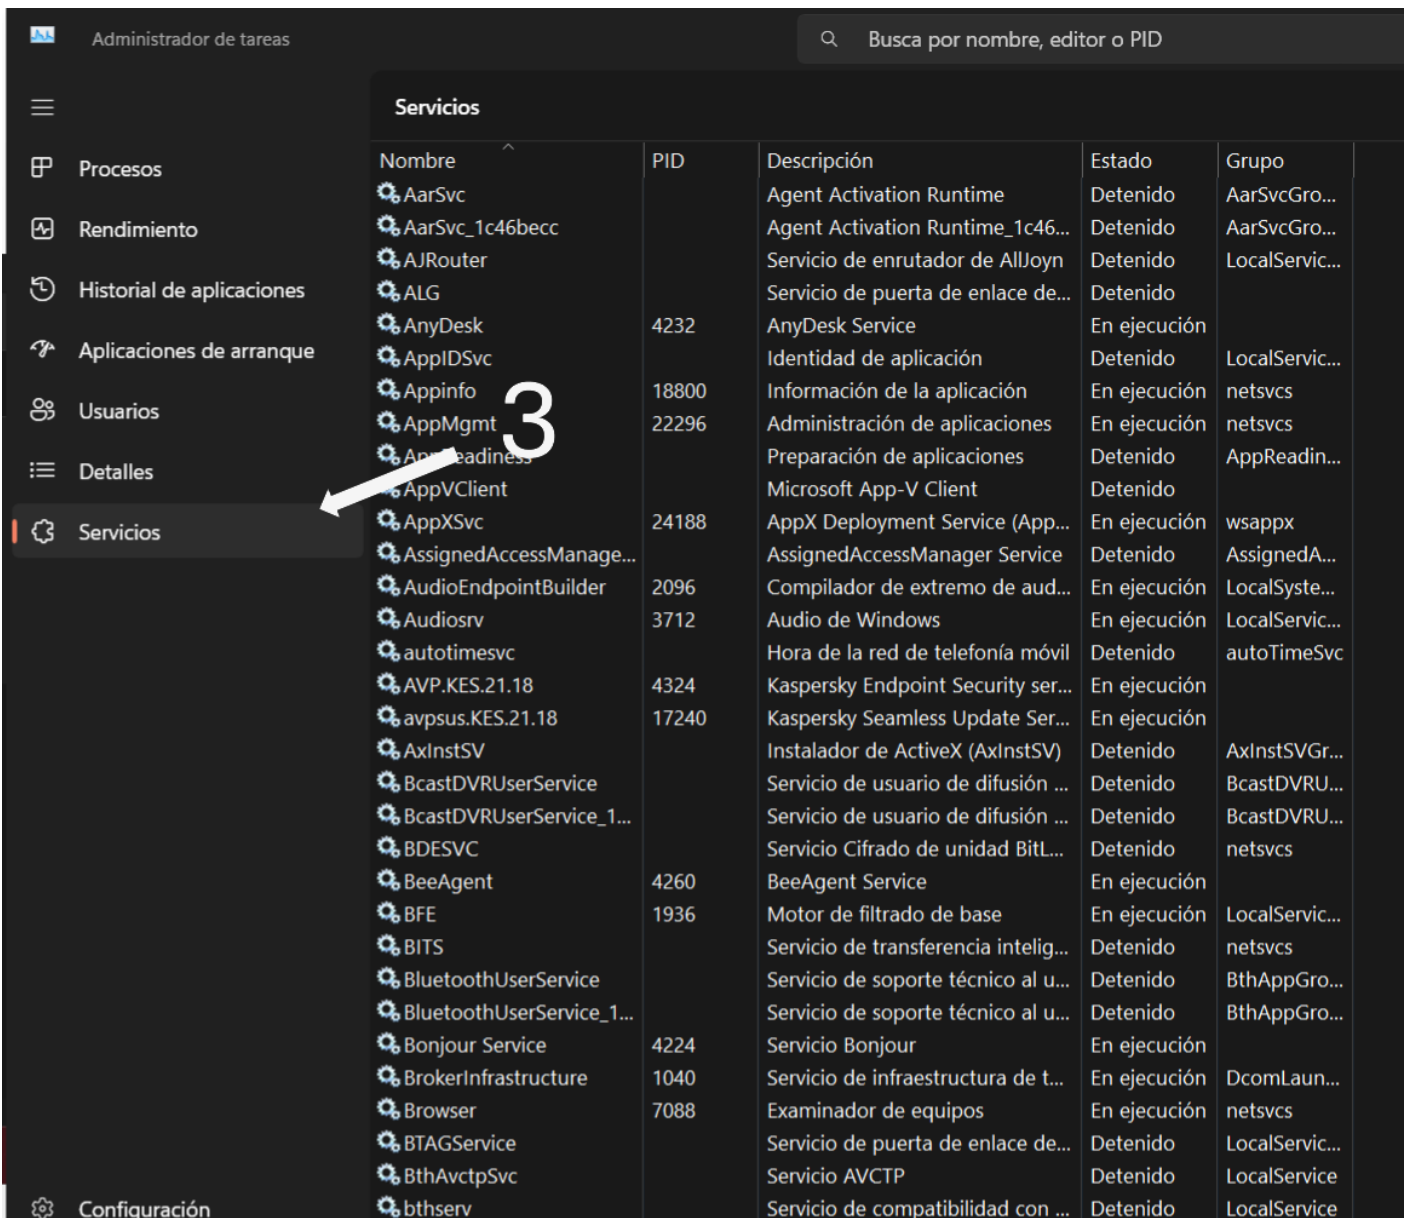 Administrador de tareas
Busca por nombre, editor o PID
Procesos
Rendimiento
Historial de aplicaciones
Aplicaciones de arranque
Usuarios
Detalles
Servicios
Configuración
Servicios
Nombre PID Descripción Estado Grupo
AarSvc Agent Activation Runtime Detenido AarSvcGro...
AarSvc_1c46becc Agent Activation Runtime_1c46... Detenido AarSvcGro...
AJRouter Servicio de enrutador de AllJoyn Detenido LocalServic...
ALG Servicio de puerta de enlace de... Detenido
AnyDesk 4232 AnyDesk Service En ejecución
AppIDSvc Identidad de aplicación Detenido LocalServic...
Appinfo 18800 Información de la aplicación En ejecución netsvcs
3
AppMgmt 22296 Administración de aplicaciones En ejecución netsvcs
AppReadiness Preparación de aplicaciones Detenido AppReadin...
AppVClient Microsoft App-V Client Detenido
AppXSvc 24188 AppX Deployment Service (App... En ejecución wsappx
AssignedAccessManage... AssignedAccessManager Service Detenido AssignedA...
AudioEndpointBuilder 2096 Compilador de extremo de aud... En ejecución LocalSyste...
Audiosrv 3712 Audio de Windows En ejecución LocalServic...
autotimesvc Hora de la red de telefonía móvil Detenido autoTimeSvc
AVP.KES.21.18 4324 Kaspersky Endpoint Security ser... En ejecución
avpsus.KES.21.18 17240 Kaspersky Seamless Update Ser... En ejecución
AxInstSV Instalador de ActiveX (AxInstSV) Detenido AxInstSVGr...
BcastDVRUserService Servicio de usuario de difusión ... Detenido BcastDVRU...
BcastDVRUserService_1... Servicio de usuario de difusión ... Detenido BcastDVRU...
BDESVC Servicio Cifrado de unidad BitL... Detenido netsvcs
BeeAgent 4260 BeeAgent Service En ejecución
BFE 1936 Motor de filtrado de base En ejecución LocalServic...
BITS Servicio de transferencia intelig... Detenido netsvcs
BluetoothUserService Servicio de soporte técnico al u... Detenido BthAppGro...
BluetoothUserService_1... Servicio de soporte técnico al u... Detenido BthAppGro...
Bonjour Service 4224 Servicio Bonjour En ejecución
BrokerInfrastructure 1040 Servicio de infraestructura de t... En ejecución DcomLaun...
Browser 7088 Examinador de equipos En ejecución netsvcs
BTAGService Servicio de puerta de enlace de... Detenido LocalServic...
BthAvctpSvc Servicio AVCTP Detenido LocalService
bthserv Servicio de compatibilidad con ... Detenido LocalService